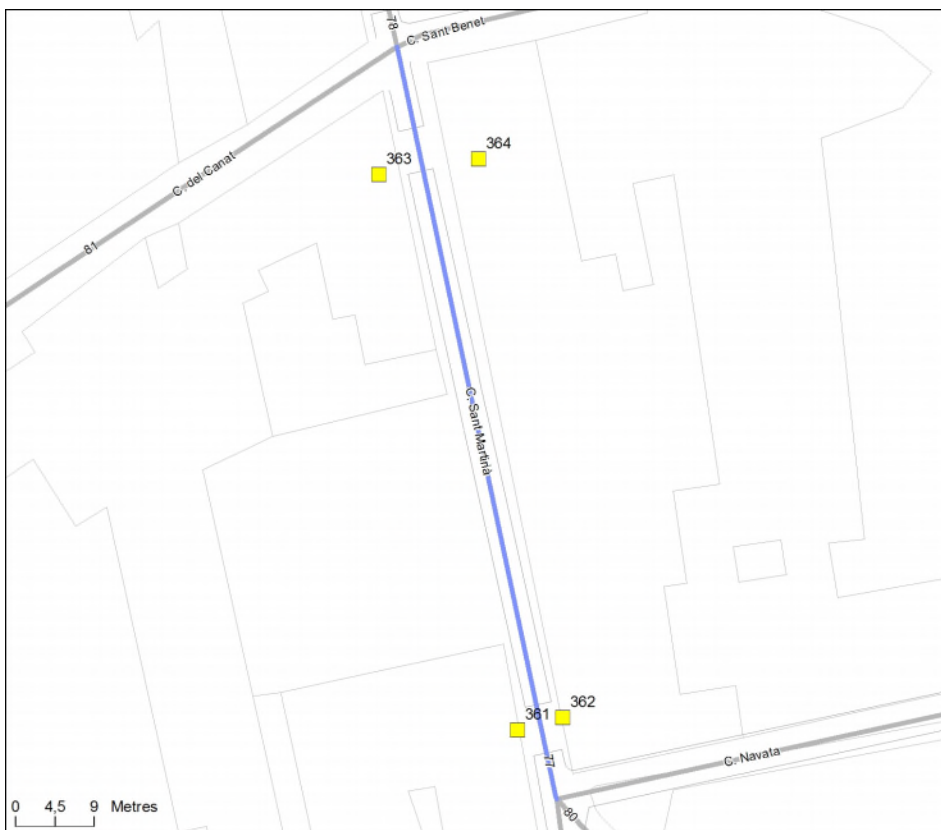 78
C. Sant Benet
363
364
C. del Canat
81
C. Sant Martirià
361
362
77
C. Navata
80
0 4,5 9 Metres